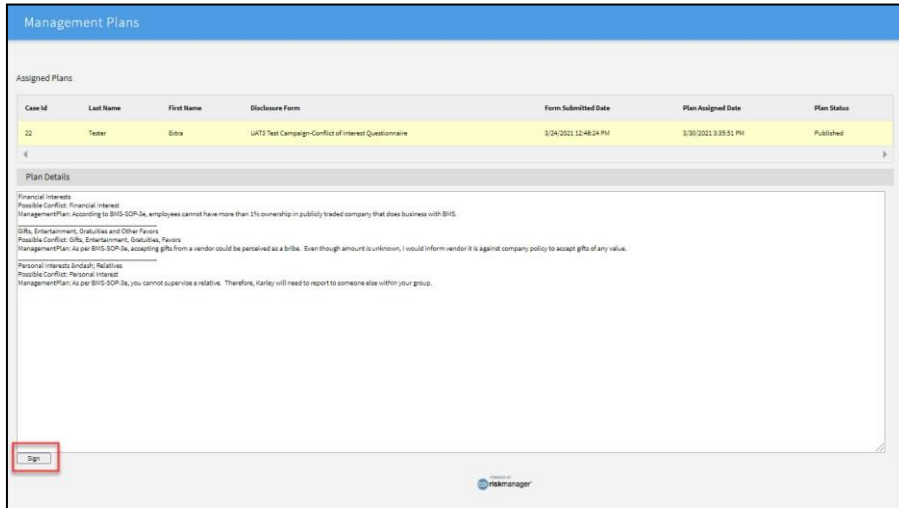 Management Plans
Assigned Plans
Case Id Last Name First Name Disclosure Form Form Submitted Date Plan Assigned Date Plan Status
22 Tester Extra UAT3 Test Campaign-Conflict of Interest Questionnaire 3/24/2021 12:46:24 PM 3/30/2021 3:39:51 PM Published
Plan Details
Financial Interests
Possible Conflict: Financial Interest
ManagementPlan: According to BMS-SOP-3e, employees cannot have more than 1% ownership in publicly traded company that does business with BMS.
Gifts, Entertainment, Gratuities and Other Favors
Possible Conflict: Gifts, Entertainment, Gratuities, Favors
ManagementPlan: As per BMS-SOP-3e, accepting gifts from a vendor could be perceived as a bribe. Even though amount is unknown, I would inform vendor it is against company policy to accept gifts of any value.
Personal Interests &ndash; Relatives
Possible Conflict: Personal Interest
ManagementPlan: As per BMS-SOP-3e, you cannot supervise a relative. Therefore, Karley will need to report to someone else within your group.
Sign
POWERED BY
coi riskmanager